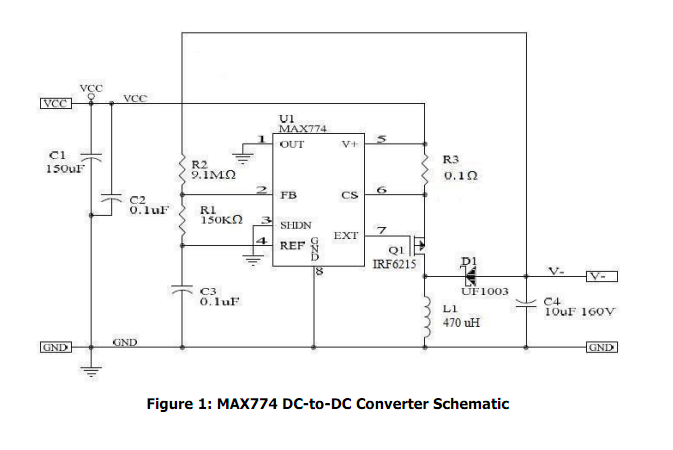 VCC
VCC VCC
U1
MAX774
1 OUT V+ 5
C1
150uF
R2
9.1MΩ
R3
0.1Ω
C2
0.1uF
2 FB CS 6
R1
150KΩ
3 SHDN
EXT 7
4 REF GND
8
Q1
IRF6215
D1
UF1003
V- V-
C3
0.1uF
L1
470 uH
C4
10uF 160V
GND GND GND
Figure 1: MAX774 DC-to-DC Converter Schematic